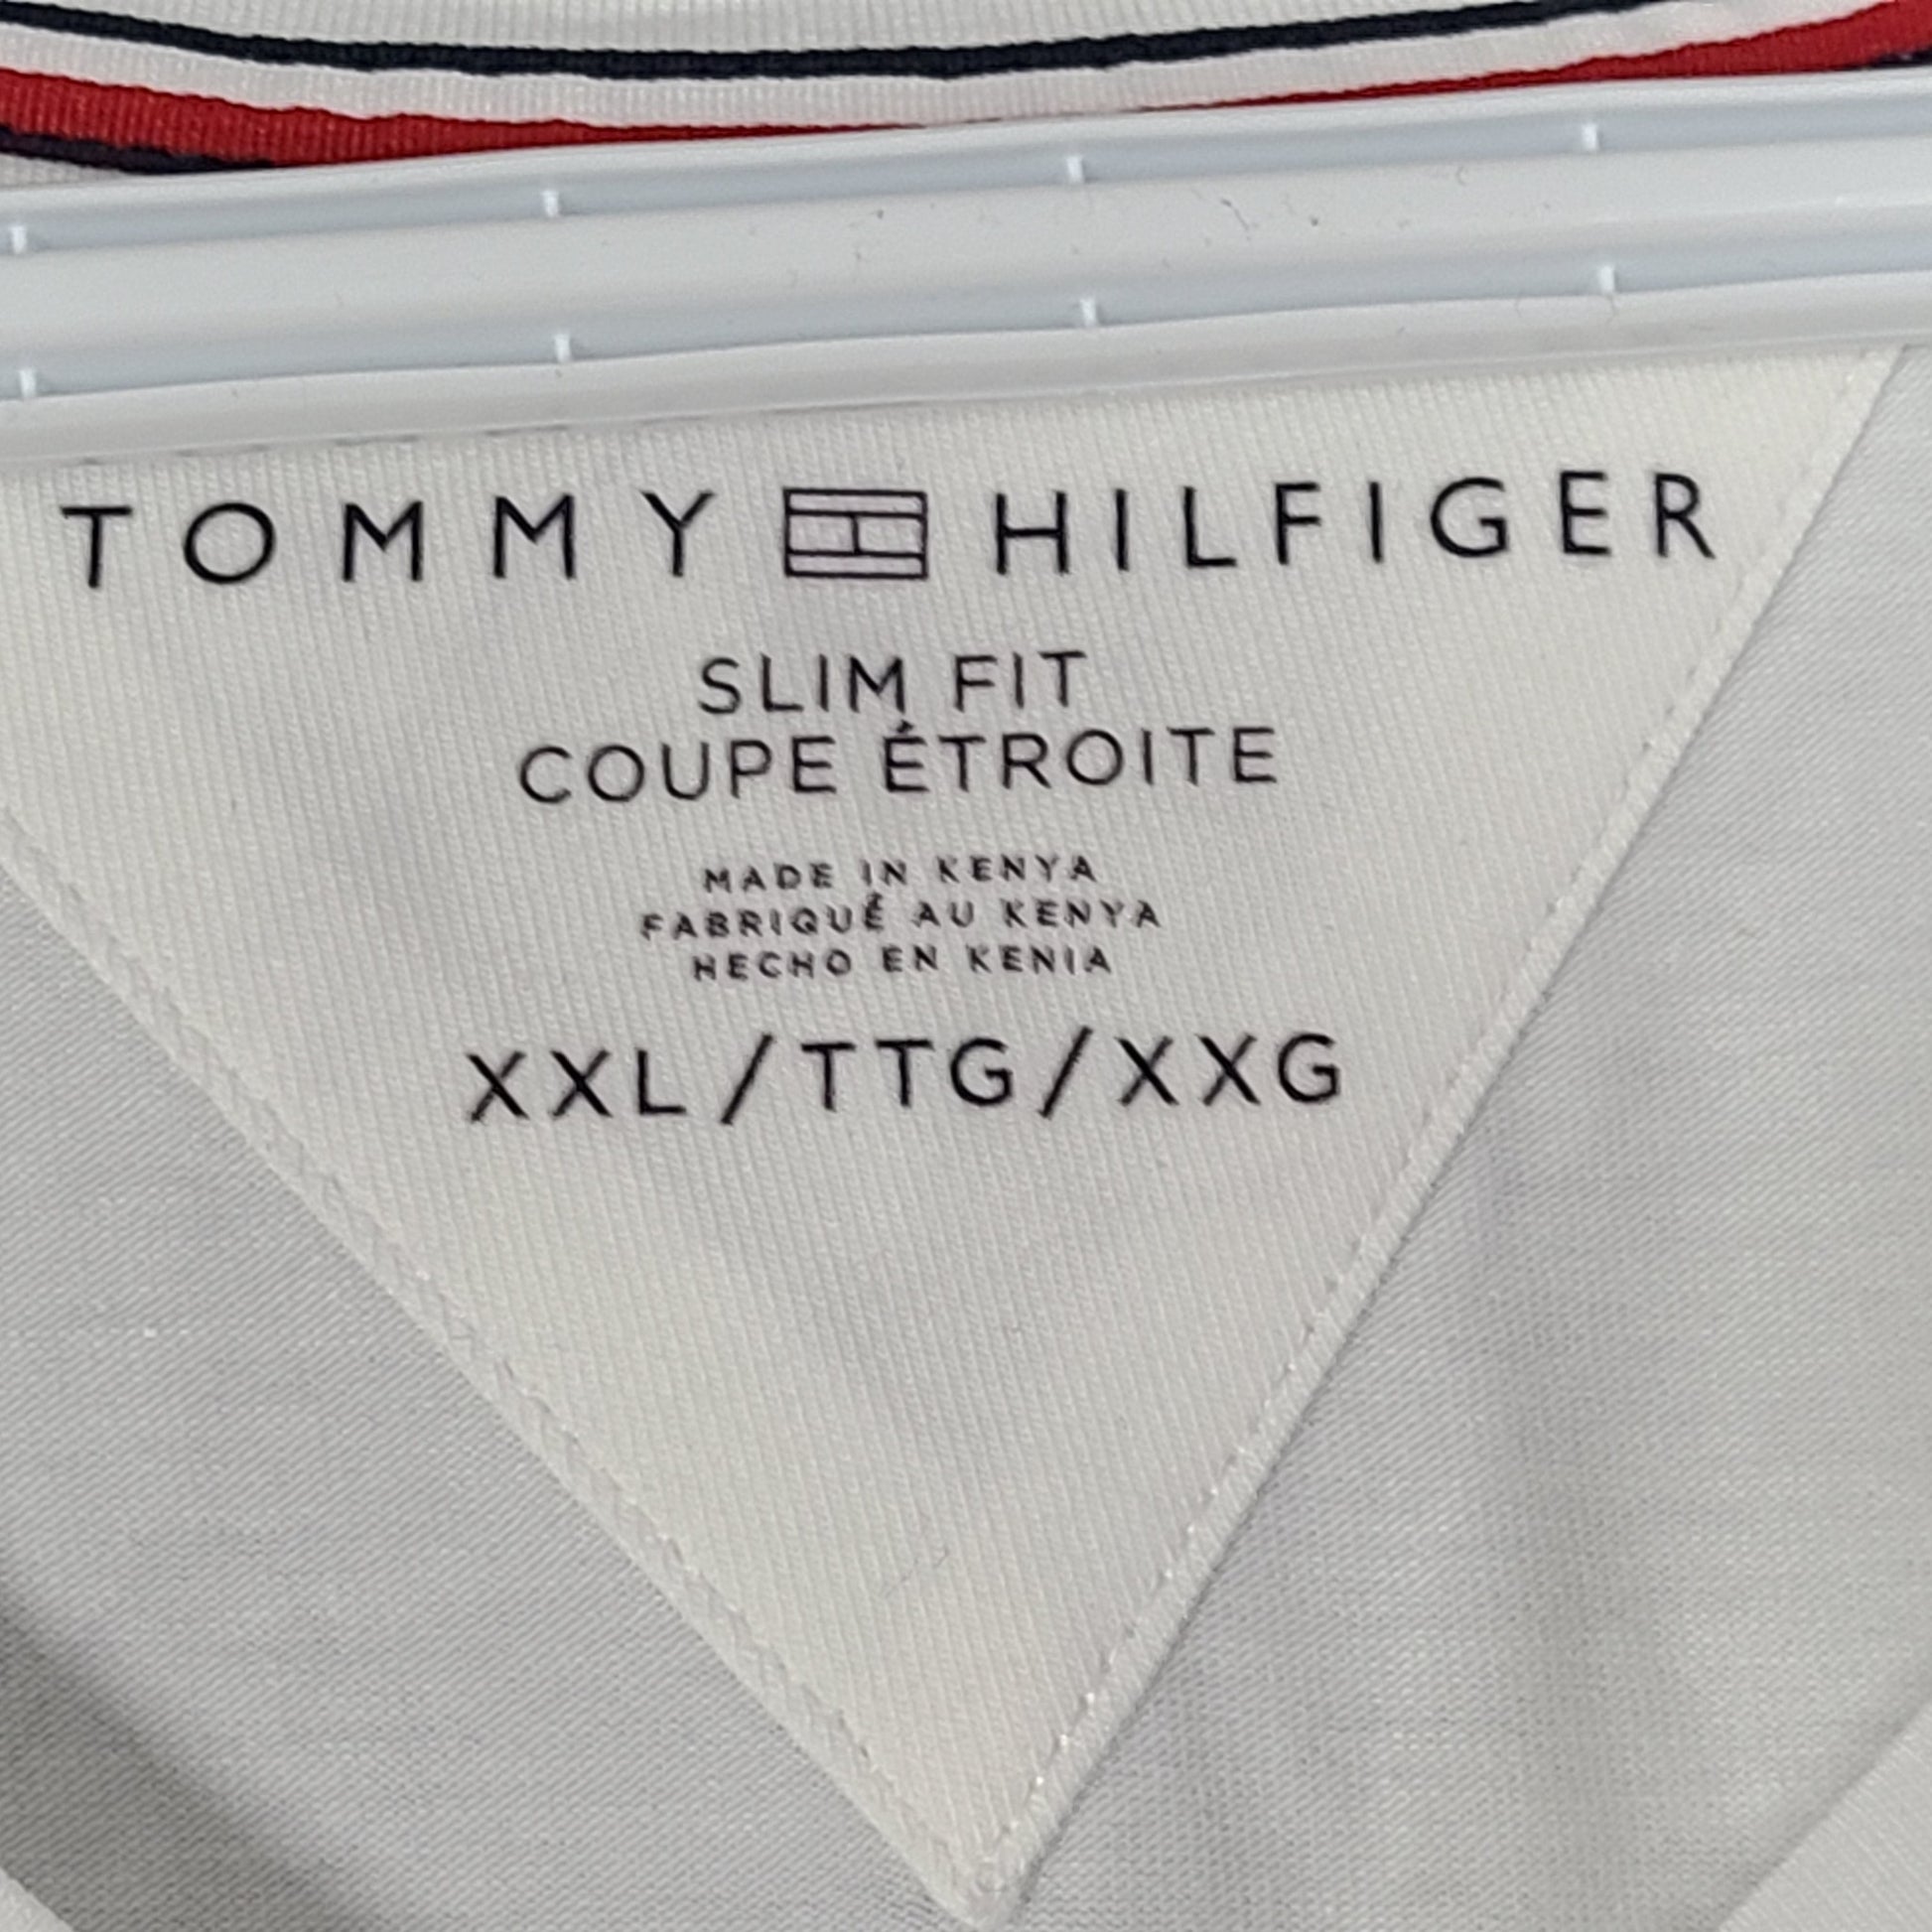 TOMMY HILFIGER
SLIM FIT
COUPE ÉTROITE
MADE IN KENYA
FABRIQUÉ AU KENYA
HECHO EN KENIA
XXL/TTG/XXG